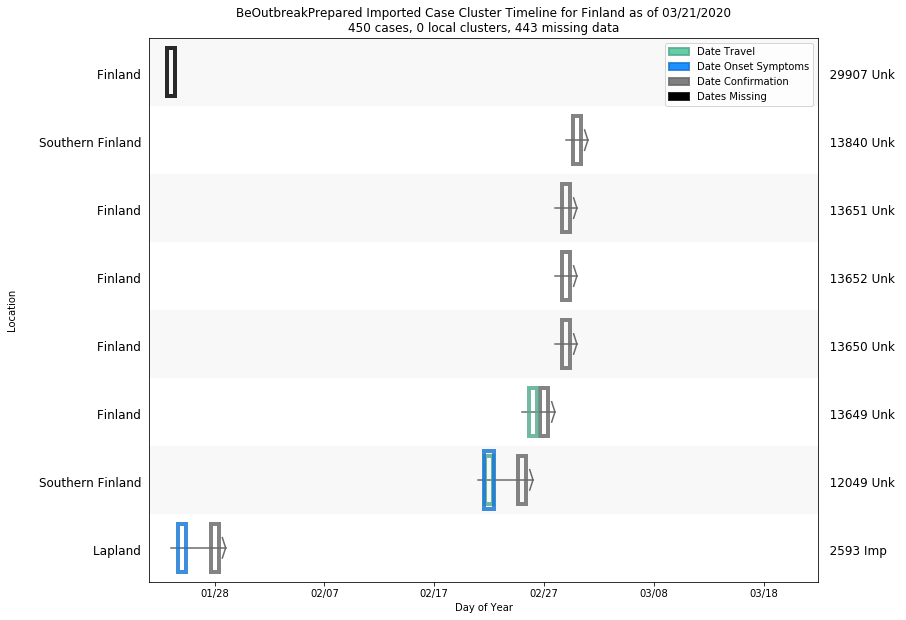 BeOutbreakPrepared Imported Case Cluster Timeline for Finland as of 03/21/2020
450 cases, 0 local clusters, 443 missing data
Date Travel
Date Onset Symptoms
Date Confirmation
Dates Missing
Finland
29907 Unk
Southern Finland
13840 Unk
Finland
13651 Unk
Finland
13652 Unk
Finland
13650 Unk
Finland
13649 Unk
Southern Finland
12049 Unk
Lapland
2593 Imp
Location
01/28
02/07
02/17
02/27
03/08
03/18
Day of Year